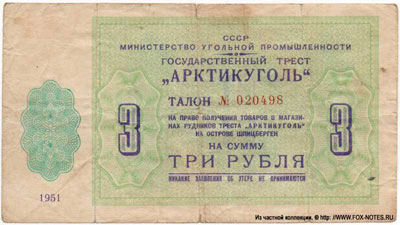 СССР
МИНИСТЕРСТВО УГОЛЬНОЙ ПРОМЫШЛЕННОСТИ
ГОСУДАРСТВЕННЫЙ ТРЕСТ
„АРКТИКУГОЛЬ"
ТАЛОН № 020498
НА ПРАВО ПОЛУЧЕНИЯ ТОВАРОВ В МАГАЗИ-
НАХ РУДНИКОВ ТРЕСТА „АРКТИКУГОЛЬ"
НА ОСТРОВЕ ШПИЦБЕРГЕН
НА СУММУ
3 3
ТРИ РУБЛЯ
НИКАКИЕ ЗАЯВЛЕНИЯ ОБ УТЕРЕ НЕ ПРИНИМАЮТСЯ
1951
Из частной коллекции. © http://WWW.FOX-NOTES.RU